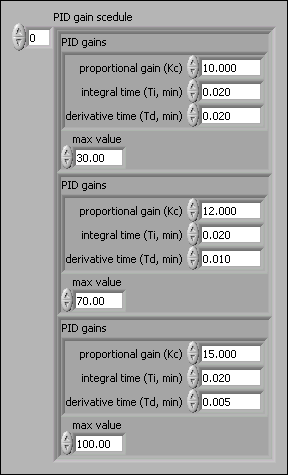 PID gain scedule
0
PID gains
proportional gain (Kc) 10.000
integral time (Ti, min) 0.020
derivative time (Td, min) 0.020
max value
30.00
PID gains
proportional gain (Kc) 12.000
integral time (Ti, min) 0.020
derivative time (Td, min) 0.010
max value
70.00
PID gains
proportional gain (Kc) 15.000
integral time (Ti, min) 0.020
derivative time (Td, min) 0.005
max value
100.00